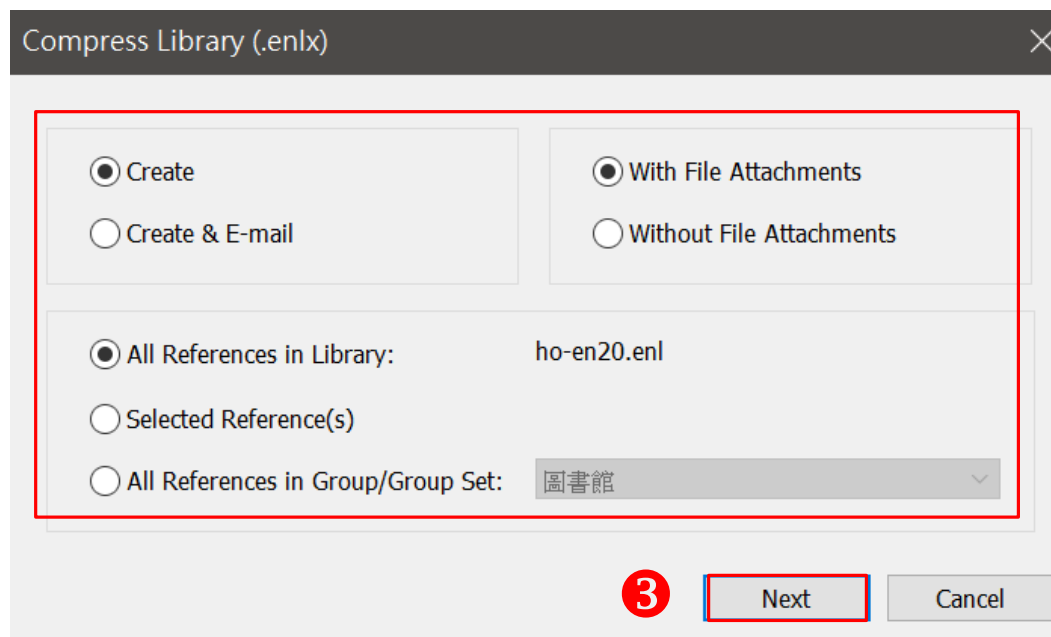 Compress Library (.enlx)
Create
With File Attachments
Create & E-mail
Without File Attachments
All References in Library:
ho-en20.enl
Selected Reference(s)
All References in Group/Group Set:
圖書館
3
Next
Cancel